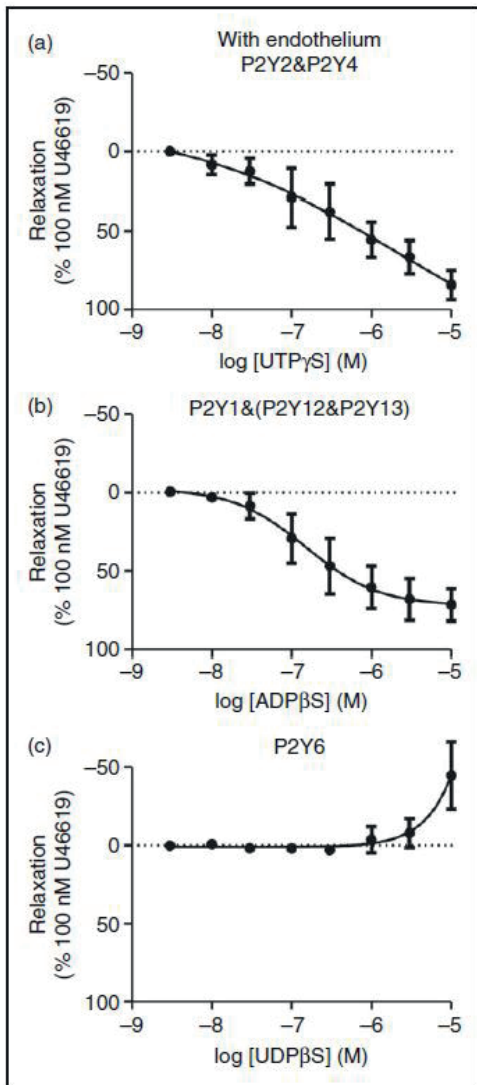 (a)
With endothelium
P2Y2&P2Y4
Relaxation
(% 100 nM U46619)
–50
0
50
100
–9
–8
–7
–6
–5
log [UTPγS] (M)
(b)
P2Y1&(P2Y12&P2Y13)
Relaxation
(% 100 nM U46619)
–50
0
50
100
–9
–8
–7
–6
–5
log [ADPβS] (M)
(c)
P2Y6
Relaxation
(% 100 nM U46619)
–50
0
50
100
–9
–8
–7
–6
–5
log [UDPβS] (M)